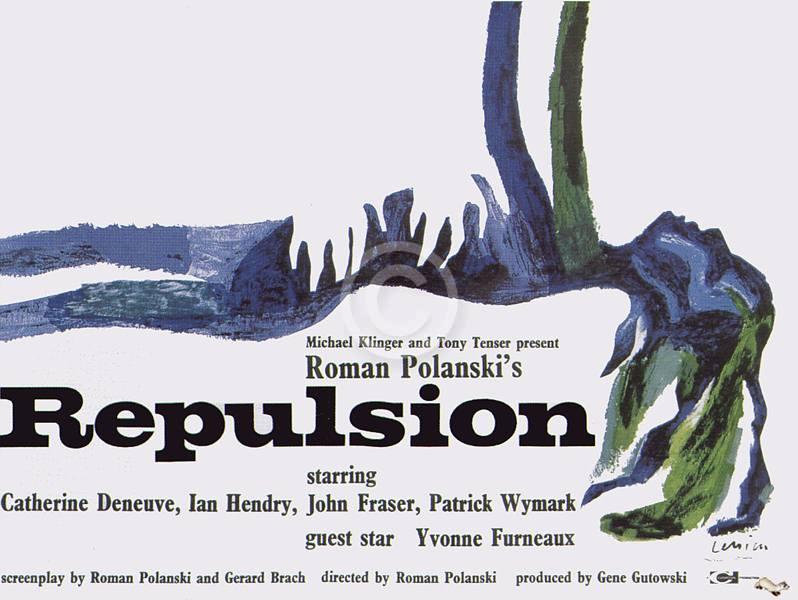 Michael Klinger and Tony Tenser present
Roman Polanski's
Repulsion
starring
Catherine Deneuve, Ian Hendry, John Fraser, Patrick Wymark
guest star Yvonne Furneaux
Lenica
screenplay by Roman Polanski and Gerard Brach directed by Roman Polanski produced by Gene Gutowski